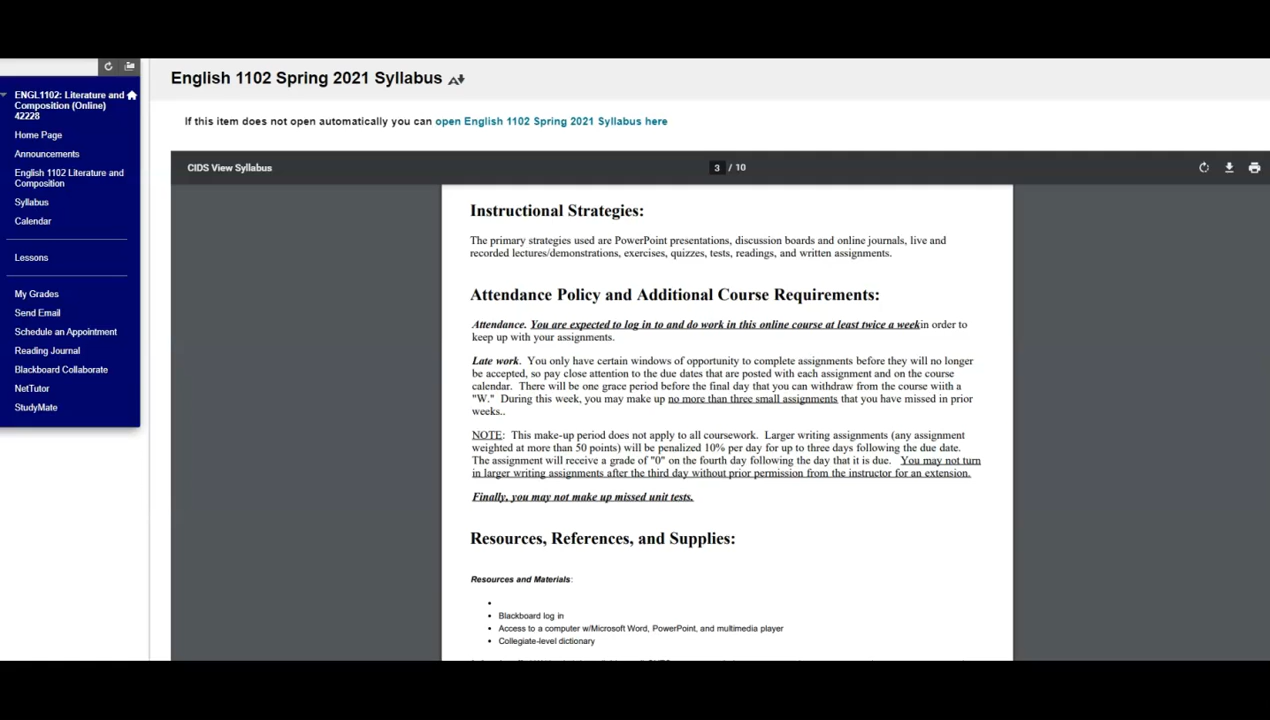 English 1102 Spring 2021 Syllabus
If this item does not open automatically you can open English 1102 Spring 2021 Syllabus here
ENGL1102: Literature and
Composition (Online)
42228
Home Page
Announcements
English 1102 Literature and
Composition
Syllabus
Calendar
Lessons
My Grades
Send Email
Schedule an Appointment
Reading Journal
Blackboard Collaborate
NetTutor
StudyMate
CIDS View Syllabus
3 / 10
Instructional Strategies:
The primary strategies used are PowerPoint presentations, discussion boards and online journals, live and
recorded lectures/demonstrations, exercises, quizzes, tests, readings, and written assignments.
Attendance Policy and Additional Course Requirements:
Attendance. You are expected to log in to and do work in this online course at least twice a weekin order to
keep up with your assignments.
Late work. You only have certain windows of opportunity to complete assignments before they will no longer
be accepted, so pay close attention to the due dates that are posted with each assignment and on the course
calendar. There will be one grace period before the final day that you can withdraw from the course wiith a
"W." During this week, you may make up no more than three small assignments that you have missed in prior
weeks..
NOTE: This make-up period does not apply to all coursework. Larger writing assignments (any assignment
weighted at more than 50 points) will be penalized 10% per day for up to three days following the due date.
The assignment will receive a grade of "0" on the fourth day following the day that it is due. You may not turn
in larger writing assignments after the third day without prior permission from the instructor for an extension.
Finally, you may not make up missed unit tests.
Resources, References, and Supplies:
Resources and Materials:
•
• Blackboard log in
• Access to a computer w/Microsoft Word, PowerPoint, and multimedia player
• Collegiate-level dictionary